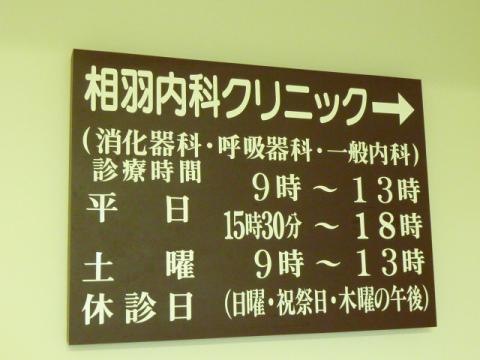 相羽内科クリニック→
(消化器科・呼吸器科・一般内科)
診療時間
平日 9時～13時
15時30分～18時
土曜 9時～13時
休診日 (日曜・祝祭日・木曜の午後)